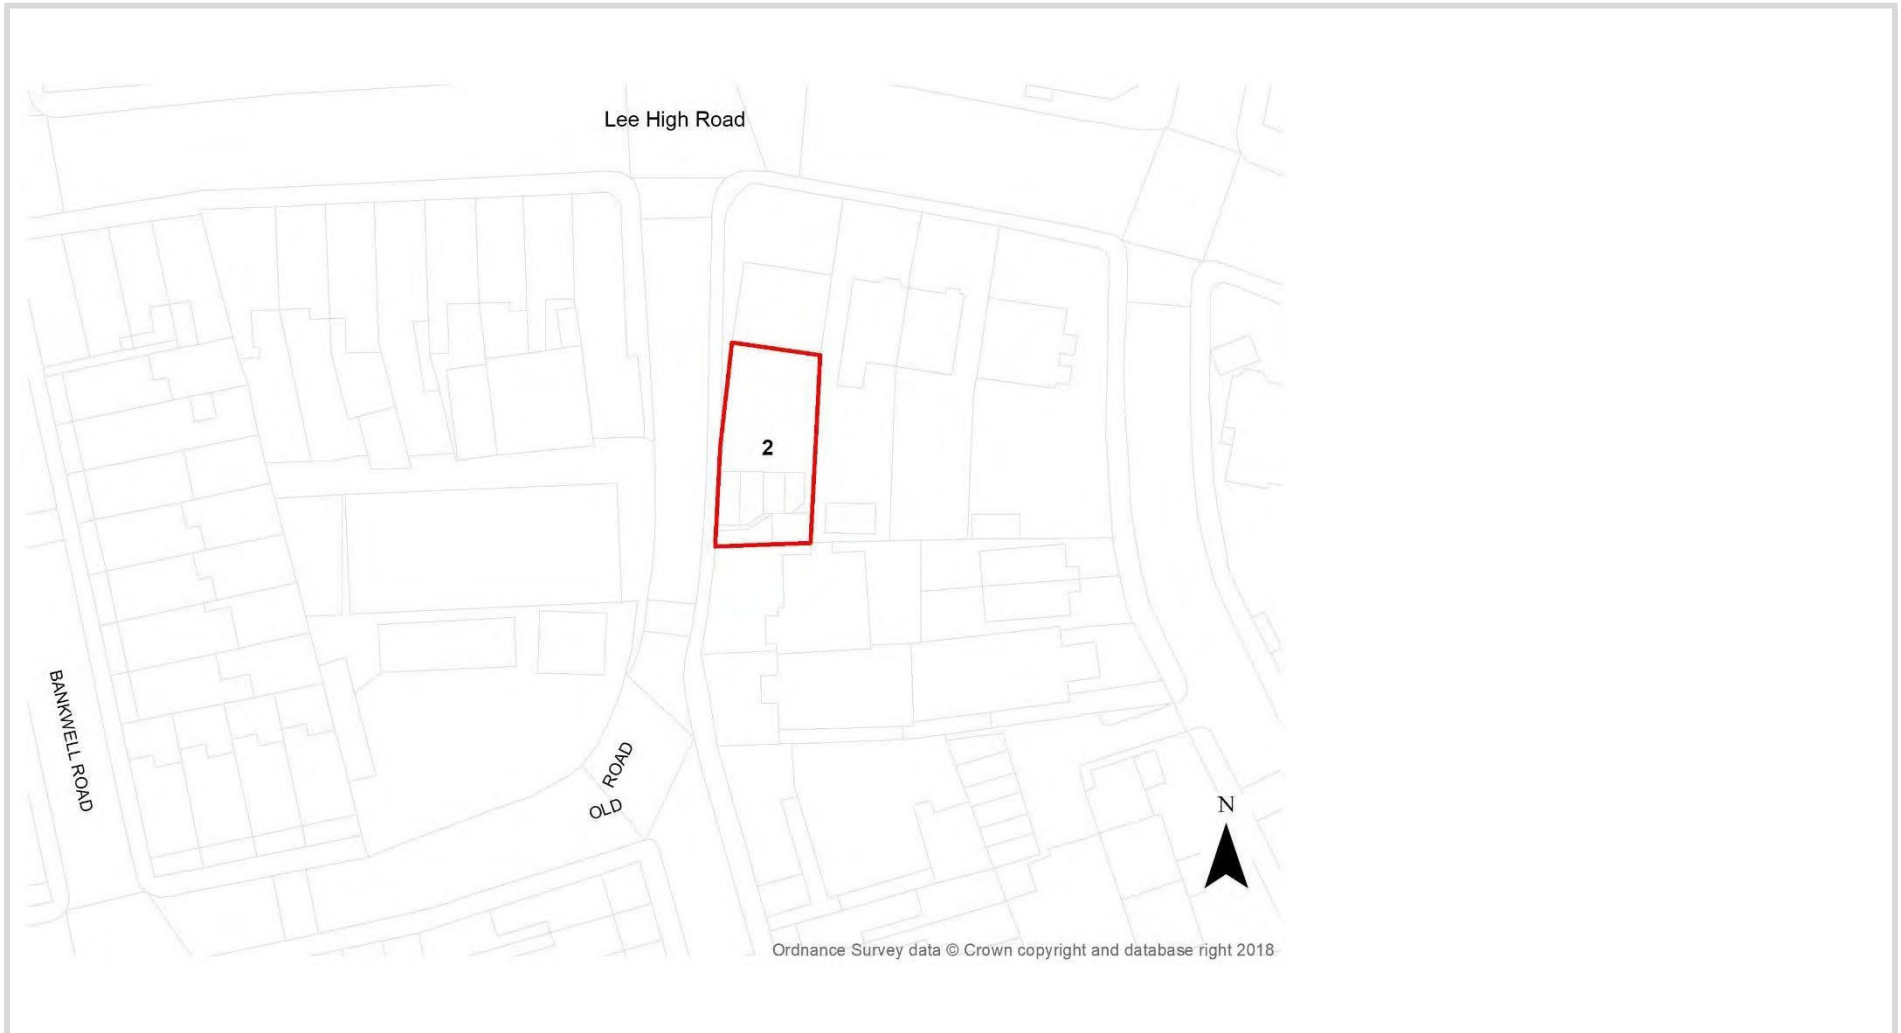 Lee High Road
2
BANKWELL ROAD
ROAD
OLD
N
Ordnance Survey data © Crown copyright and database right 2018